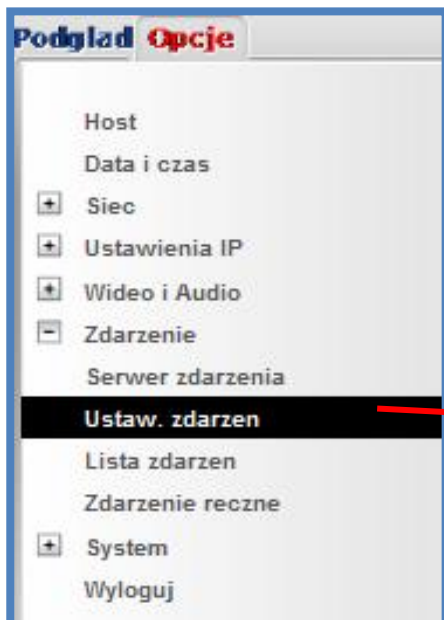 Podglad Opcje
Host
Data i czas
Siec
Ustawienia IP
Wideo i Audio
Zdarzenie
Serwer zdarzenia
Ustaw. zdarzen
Lista zdarzen
Zdarzenie reczne
System
Wyloguj